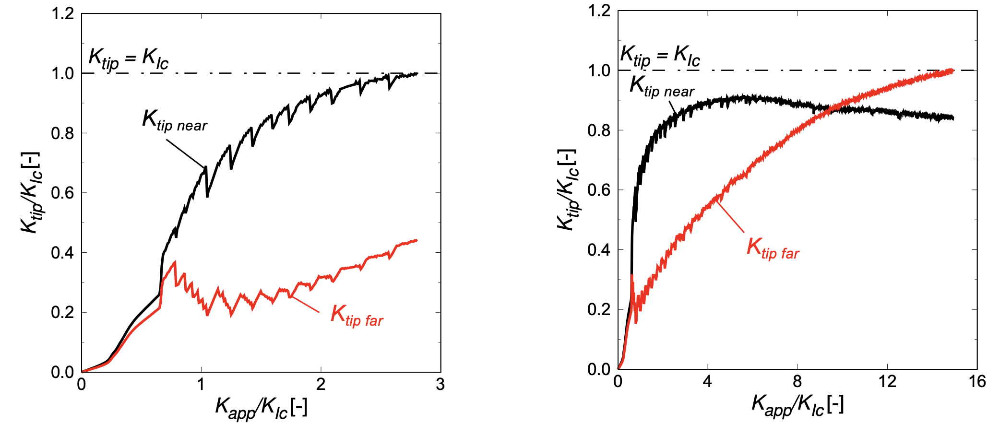 1.2
K_tip = K_Ic
1.0
K_tip near
0.8
0.6
0.4
K_tip far
0.2
0.0
0 1 2 3
K_tip/K_Ic [-]
K_app/K_Ic [-]
1.2
K_tip = K_Ic
1.0
K_tip near
0.8
0.6
0.4
K_tip far
0.2
0.0
0 4 8 12 16
K_tip/K_Ic [-]
K_app/K_Ic [-]